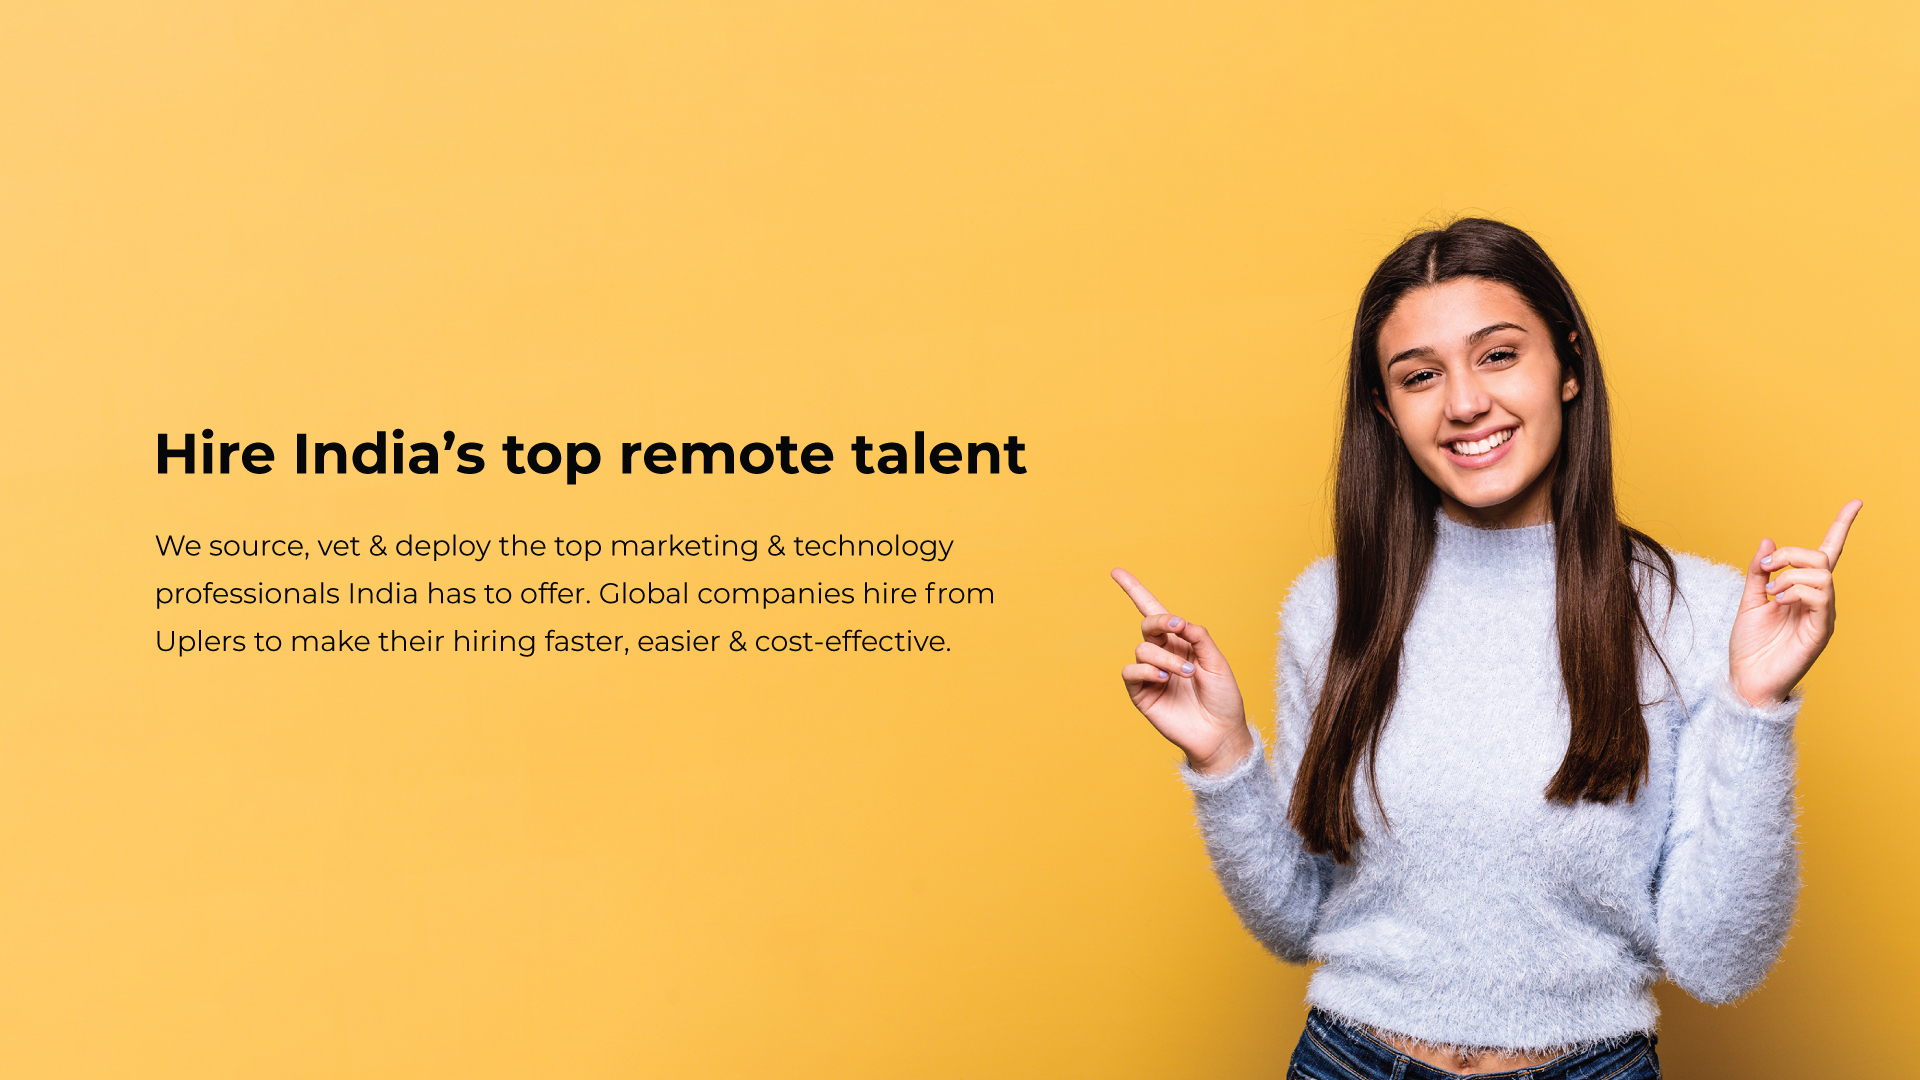 Hire India’s top remote talent
We source, vet & deploy the top marketing & technology
professionals India has to offer. Global companies hire from
Uplers to make their hiring faster, easier & cost-effective.